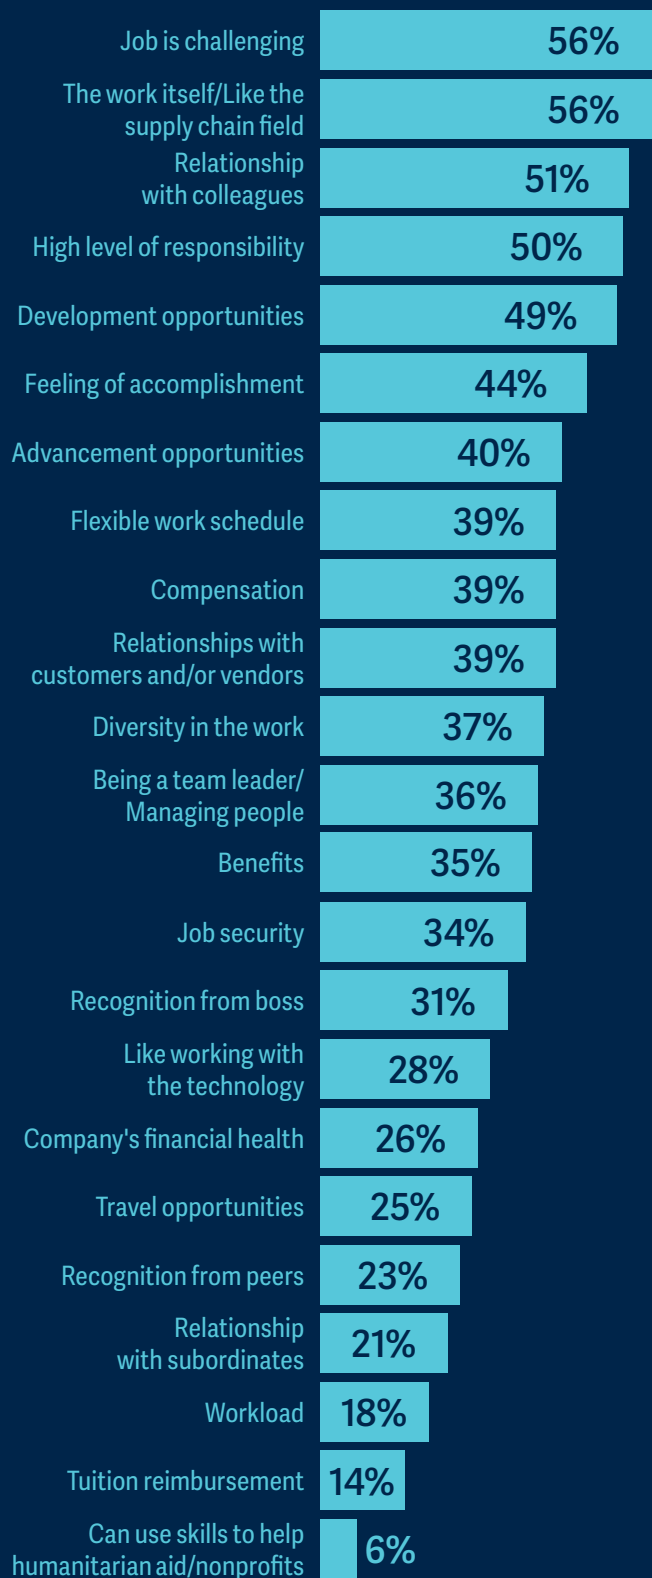 Job is challenging 56%
The work itself/Like the
supply chain field 56%
Relationship
with colleagues 51%
High level of responsibility 50%
Development opportunities 49%
Feeling of accomplishment 44%
Advancement opportunities 40%
Flexible work schedule 39%
Compensation 39%
Relationships with
customers and/or vendors 39%
Diversity in the work 37%
Being a team leader/
Managing people 36%
Benefits 35%
Job security 34%
Recognition from boss 31%
Like working with
the technology 28%
Company's financial health 26%
Travel opportunities 25%
Recognition from peers 23%
Relationship
with subordinates 21%
Workload 18%
Tuition reimbursement 14%
Can use skills to help
humanitarian aid/nonprofits 6%